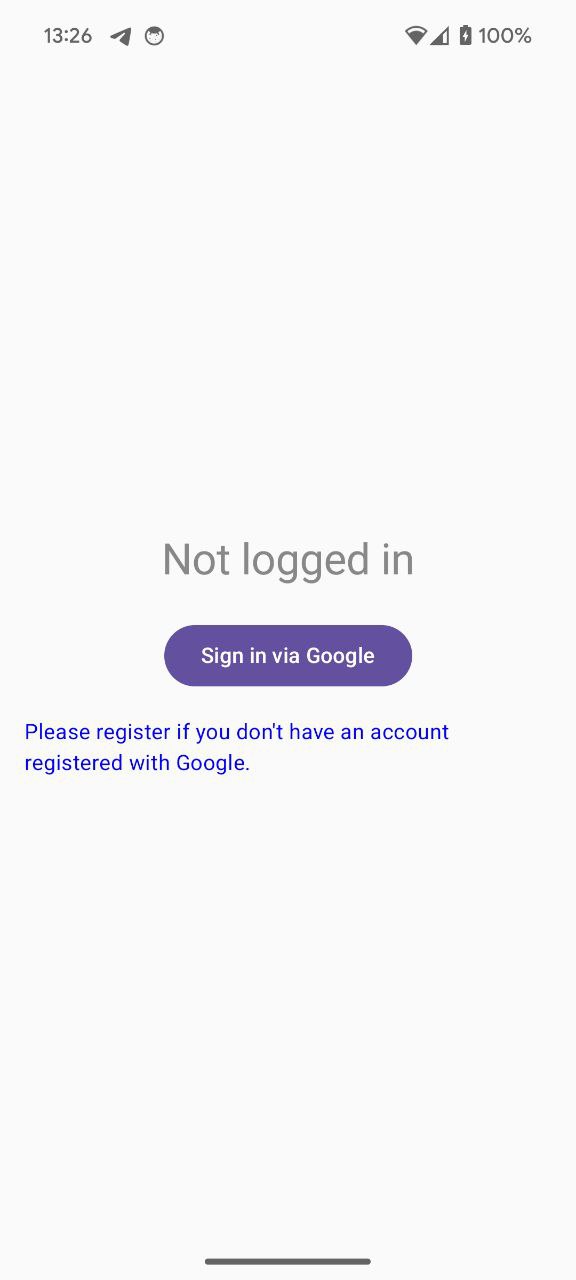 13:26
100%
Not logged in
Sign in via Google
Please register if you don't have an account
registered with Google.